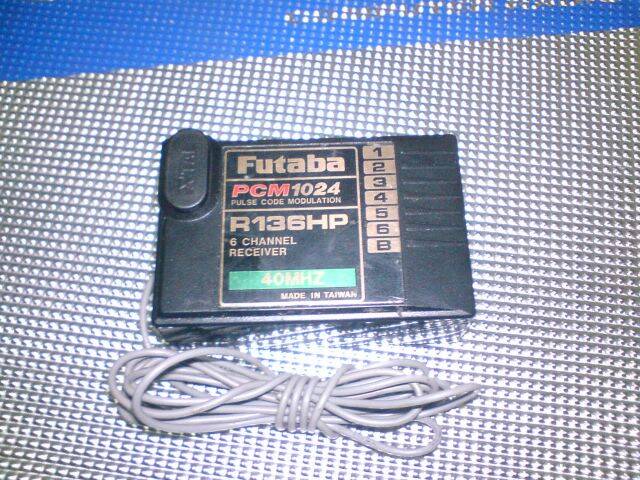 X'TAL
Futaba
PCM1024
PULSE CODE MODULATION
R136HP
6 CHANNEL
RECEIVER
40MHZ
MADE IN TAIWAN
1
2
3
4
5
6
B